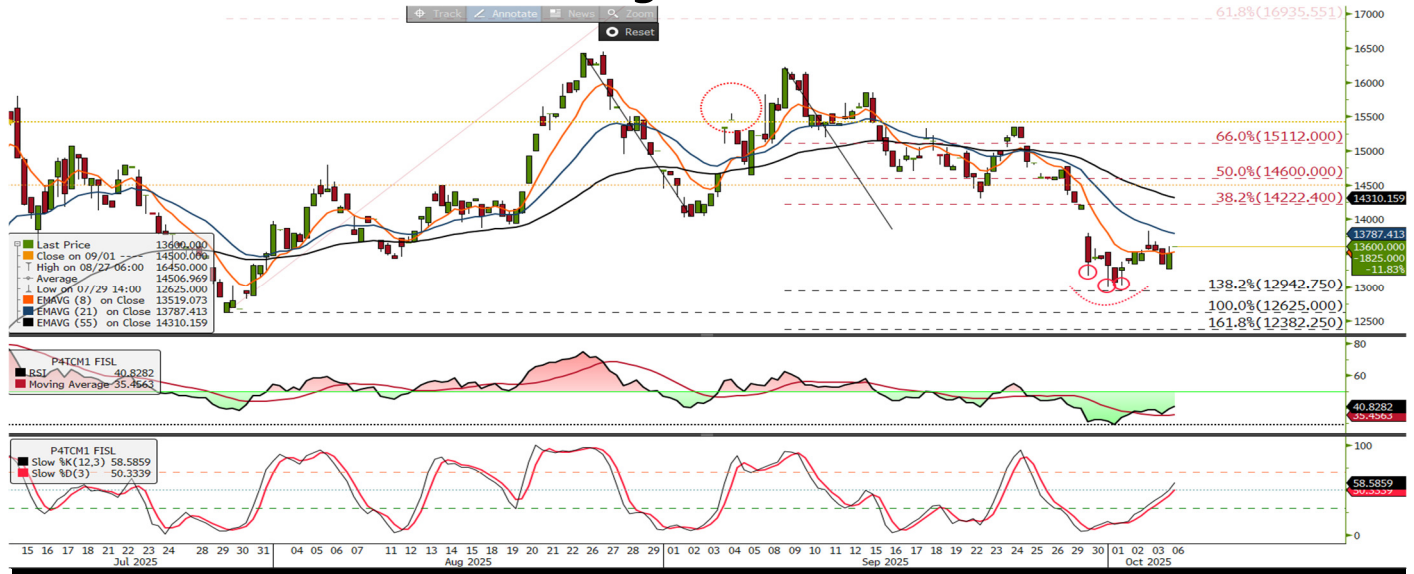 Track Annotate News Zoom
Reset
61.8%(16935.551)
66.0%(15112.000)
50.0%(14600.000)
38.2%(14222.400)
138.2%(12942.750)
100.0%(12625.000)
161.8%(12382.250)
17000
16500
16000
15500
15000
14500
14310.159
14000
13787.413
13600.000
-1825.000
-11.83%
13000
12500
Last Price 13600.000
Close on 09/01 ---- 14500.000
High on 08/27 06:00 16450.000
Average 14506.969
Low on 07/29 14:00 12625.000
EMAVG (8) on Close 13519.073
EMAVG (21) on Close 13787.413
EMAVG (55) on Close 14310.159
P4TCM1 FISL
RSI 40.8282
Moving Average 35.4563
80
60
40.8282
35.4563
P4TCM1 FISL
Slow %K(12,3) 58.5859
Slow %D(3) 50.3339
100
58.5859
50.3339
0
15 16 17 18 21 22 23 24 28 29 30 31 04 05 06 07 11 12 13 14 15 18 19 20 21 22 26 27 28 29 01 02 03 04 05 08 09 10 11 12 15 16 17 18 19 22 23 24 25 26 29 30 01 02 03 06
Jul 2025 Aug 2025 Sep 2025 Oct 2025